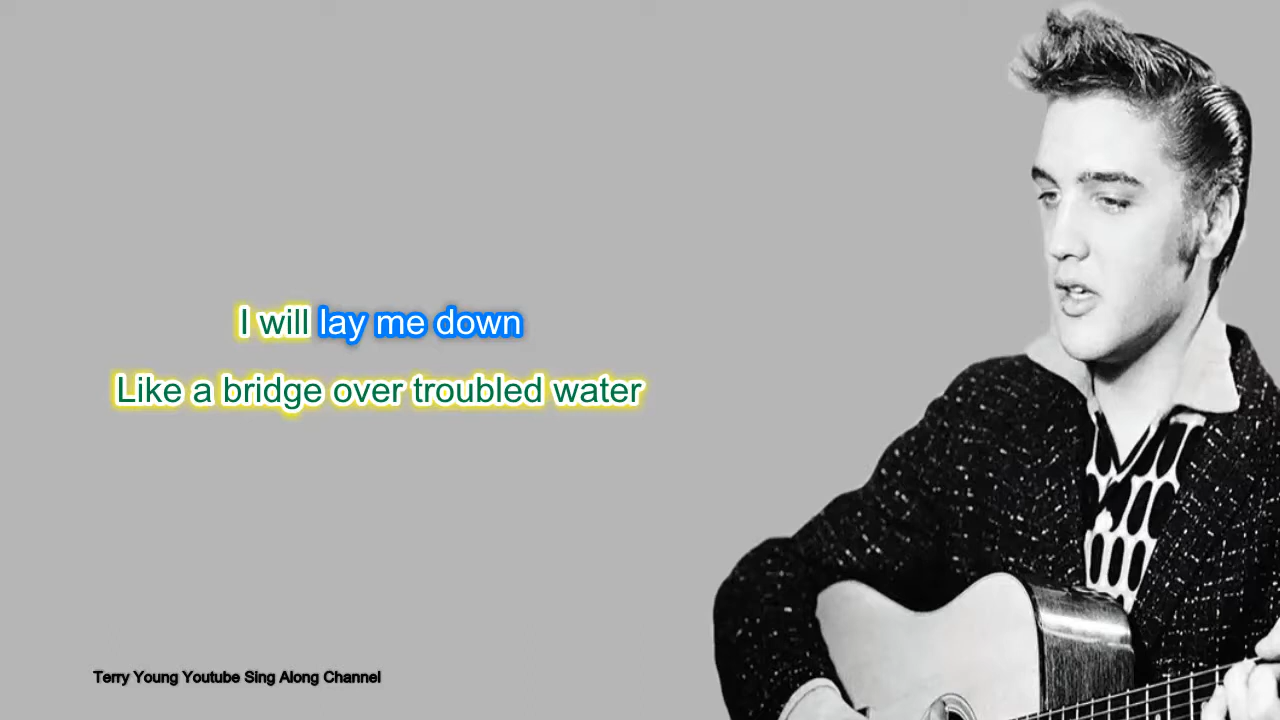 I will lay me down
Like a bridge over troubled water
Terry Young Youtube Sing Along Channel